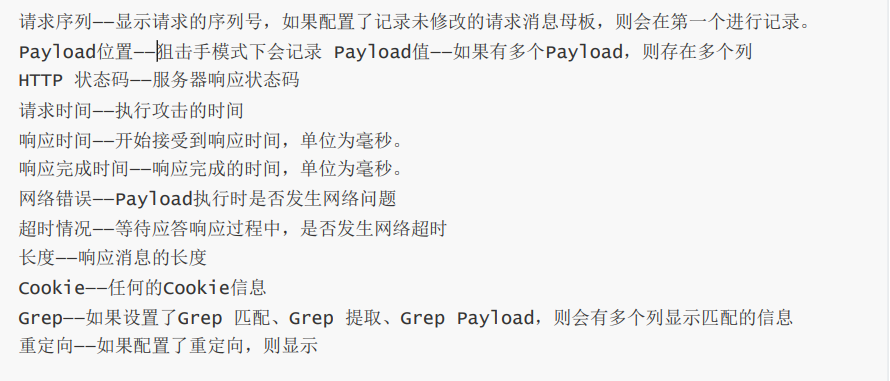 请求序列——显示请求的序列号，如果配置了记录未修改的请求消息母板，则会在第一个进行记录。
Payload位置——狙击手模式下会记录 Payload值——如果有多个Payload，则存在多个列
HTTP 状态码——服务器响应状态码
请求时间——执行攻击的时间
响应时间——开始接受到响应时间，单位为毫秒。
响应完成时间——响应完成的时间，单位为毫秒。
网络错误——Payload执行时是否发生网络问题
超时情况——等待应答响应过程中，是否发生网络超时
长度——响应消息的长度
Cookie——任何的Cookie信息
Grep——如果设置了Grep 匹配、Grep 提取、Grep Payload，则会有多个列显示匹配的信息
重定向——如果配置了重定向，则显示